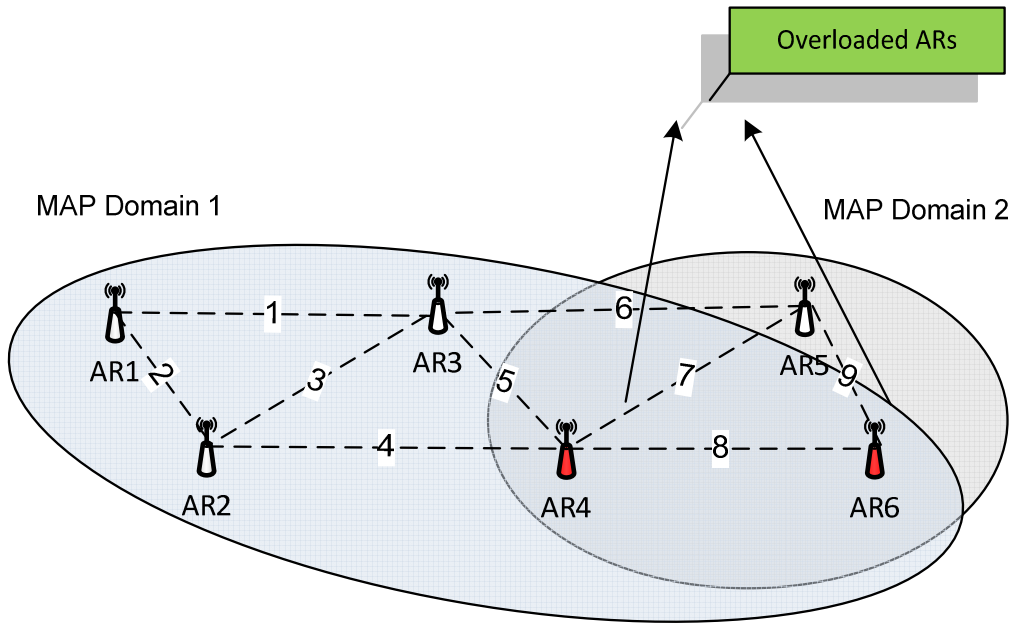 Overloaded ARs
MAP Domain 1
MAP Domain 2
1
6
AR3
AR5
AR1
2
3
5
7
9
4
8
AR2
AR4
AR6